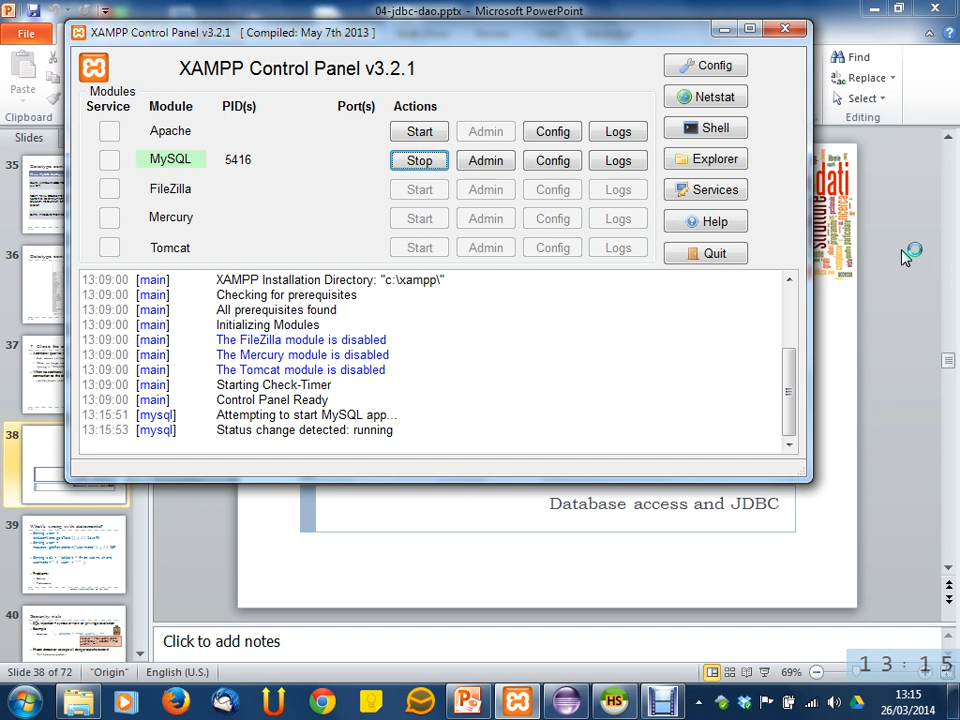 04-jdbc-dao.pptx - Microsoft PowerPoint
XAMPP Control Panel v3.2.1 [ Compiled: May 7th 2013 ]
File
Find
Replace
Select
Editing
Paste
Clipboard
Slides
XAMPP Control Panel v3.2.1
Modules
Service Module PID(s) Port(s) Actions
Apache Start Admin Config Logs
MySQL 5416 Stop Admin Config Logs
FileZilla Start Admin Config Logs
Mercury Start Admin Config Logs
Tomcat Start Admin Config Logs
Config
Netstat
Shell
Explorer
Services
Help
Quit
13:09:00 [main] XAMPP Installation Directory: "c:\xampp\"
13:09:00 [main] Checking for prerequisites
13:09:00 [main] All prerequisites found
13:09:00 [main] Initializing Modules
13:09:00 [main] The FileZilla module is disabled
13:09:00 [main] The Mercury module is disabled
13:09:00 [main] The Tomcat module is disabled
13:09:00 [main] Starting Check-Timer
13:09:00 [main] Control Panel Ready
13:15:51 [mysql] Attempting to start MySQL app...
13:15:53 [mysql] Status change detected: running
35
36
37
38
39
What's wrong with statements?
40
dati
strutture
ricerca
Database access and JDBC
Click to add notes
Slide 38 of 72 "Origin" English (U.S.) 69%
13:15
HS
13:15
26/03/2014